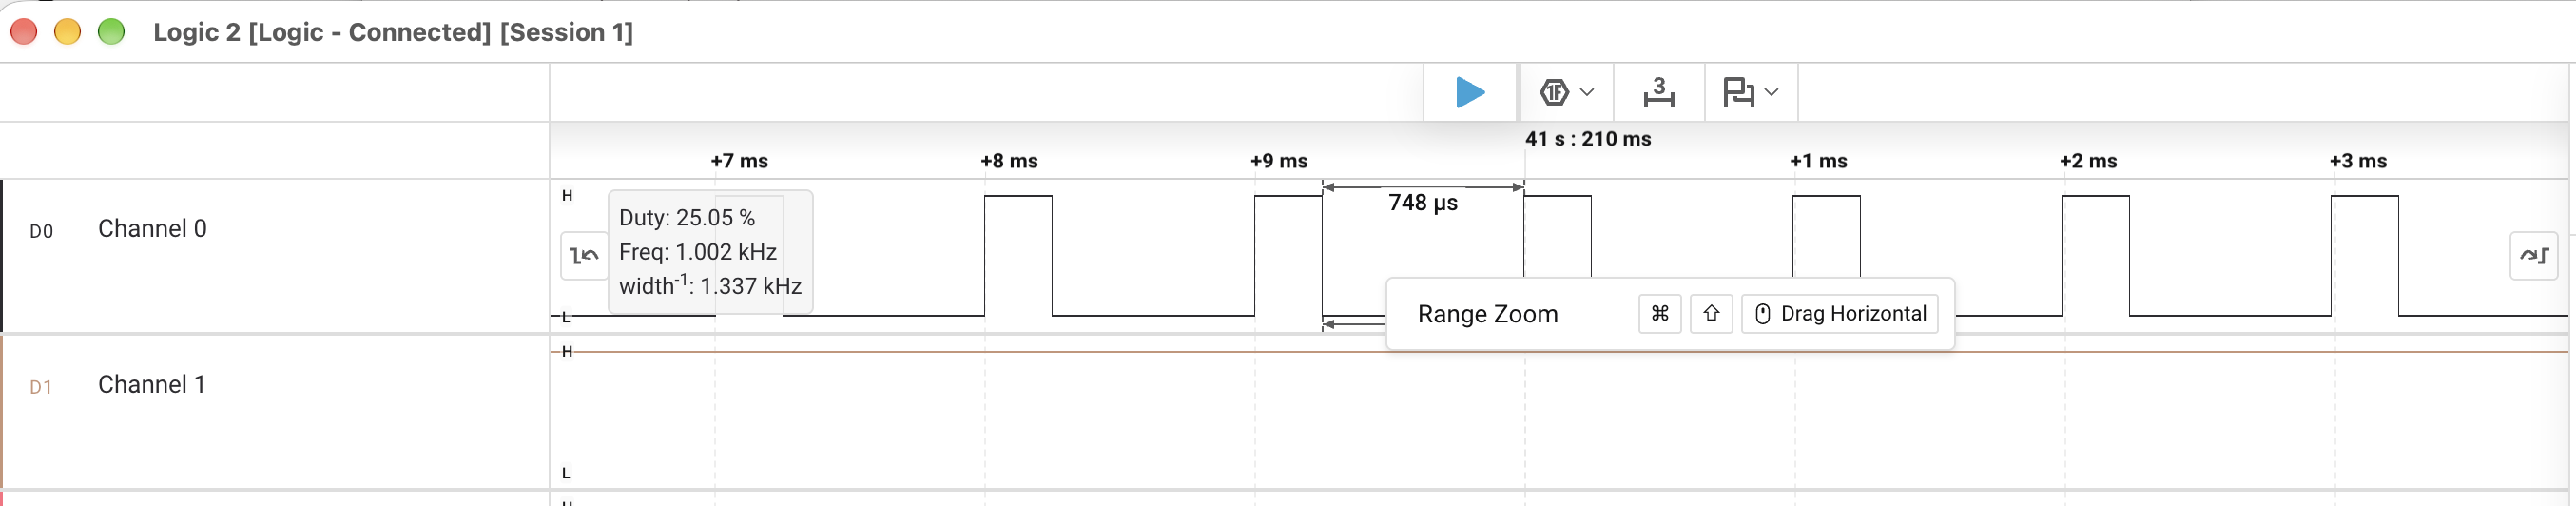 Logic 2 [Logic - Connected] [Session 1]
3
41 s : 210 ms
+7 ms
+8 ms
+9 ms
+1 ms
+2 ms
+3 ms
D0
Channel 0
H
L
Duty: 25.05 %
Freq: 1.002 kHz
width⁻¹: 1.337 kHz
748 µs
Range Zoom
⌘
⇧
Drag Horizontal
D1
Channel 1
H
L